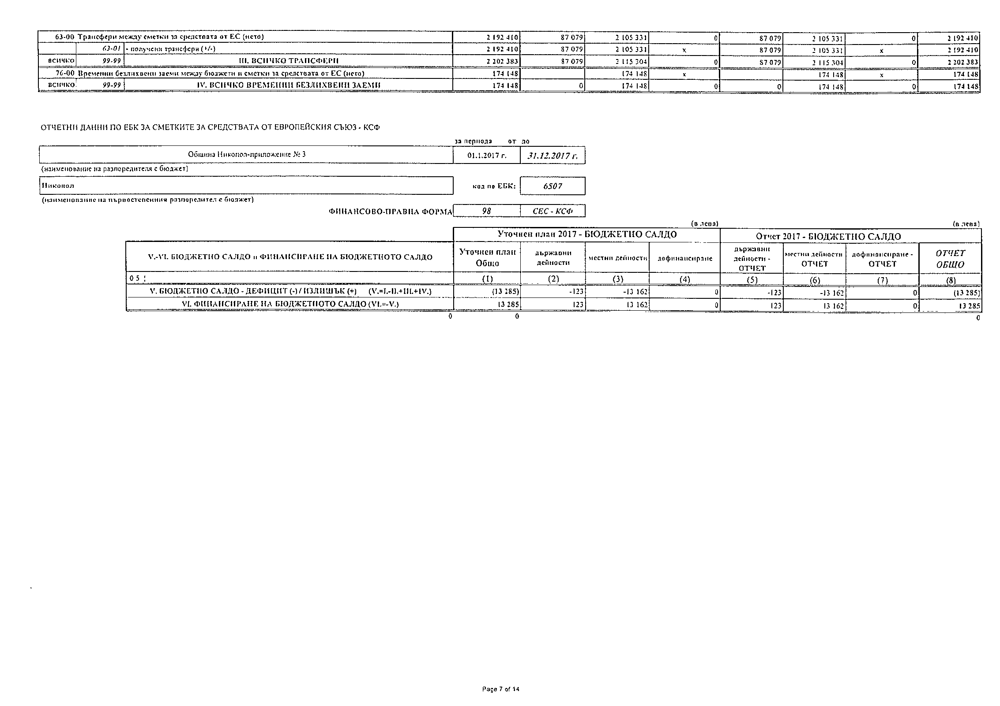 63-00 Трансфери между сметки за средствата от ЕС (нето) 2 192 410 87 079 2 105 331 0 87 079 2 105 331 0 2 192 410
63-01 - получени трансфери (+/-) 2 192 410 87 079 2 105 331 x 87 079 2 105 331 x 2 192 410
всичко 99-99 III. ВСИЧКО ТРАНСФЕРИ 2 202 383 87 079 2 115 304 0 87 079 2 115 304 0 2 202 383
76-00 Временни безлихвени заеми между бюджети и сметки за средствата от ЕС (нето) 174 148 174 148 x 174 148 x 174 148
всичко 99-99 IV. ВСИЧКО ВРЕМЕННИ БЕЗЛИХВЕНИ ЗАЕМИ 174 148 0 174 148 0 0 174 148 0 174 148
ОТЧЕТНИ ДАННИ ПО ЕБК ЗА СМЕТКИТЕ ЗА СРЕДСТВАТА ОТ ЕВРОПЕЙСКИЯ СЪЮЗ - КСФ
за периода от до
Община Никопол-приложение № 3 01.1.2017 г. 31.12.2017 г.
(наименование на разпоредителя с бюджет)
Никопол код по ЕБК: 6507
(наименование на първостепенния разпоредител с бюджет)
ФИНАНСОВО-ПРАВНА ФОРМА 98 СЕС - КСФ
(в лева) (в лева)
Уточнен план 2017 - БЮДЖЕТНО САЛДО Отчет 2017 - БЮДЖЕТНО САЛДО
V.-VI. БЮДЖЕТНО САЛДО и ФИНАНСИРАНЕ НА БЮДЖЕТНОТО САЛДО Уточнен план Общо държавни дейности местни дейности дофинансиране държавни дейности - ОТЧЕТ местни дейности ОТЧЕТ дофинансиране - ОТЧЕТ ОТЧЕТ ОБЩО
0 5 (1) (2) (3) (4) (5) (6) (7) (8)
V. БЮДЖЕТНО САЛДО - ДЕФИЦИТ (-) / ИЗЛИШЪК (+) (V.=I.-II.+III.+IV.) (13 285) -123 -13 162 0 -123 -13 162 0 (13 285)
VI. ФИНАНСИРАНЕ НА БЮДЖЕТНОТО САЛДО (VI.=-V.) 13 285 123 13 162 0 123 13 162 0 13 285
0 0 0
Page 7 of 14